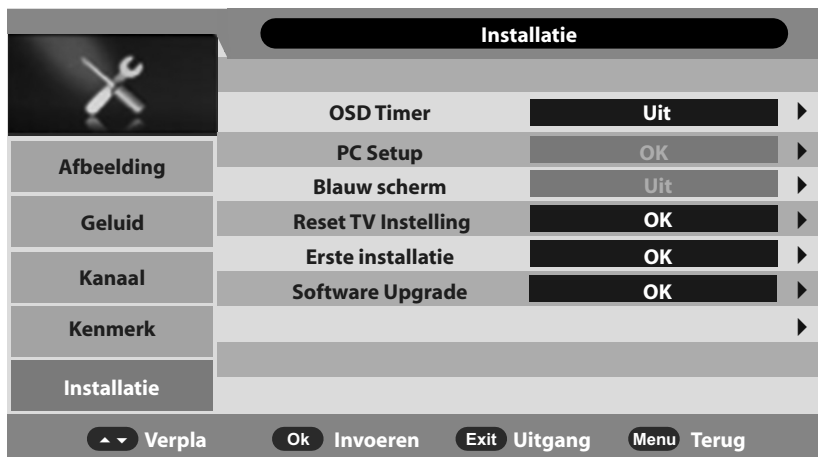 Installatie
OSD Timer Uit
PC Setup OK
Blauw scherm Uit
Reset TV Instelling OK
Erste installatie OK
Software Upgrade OK
Afbeelding
Geluid
Kanaal
Kenmerk
Installatie
Verpla Ok Invoeren Exit Uitgang Menu Terug